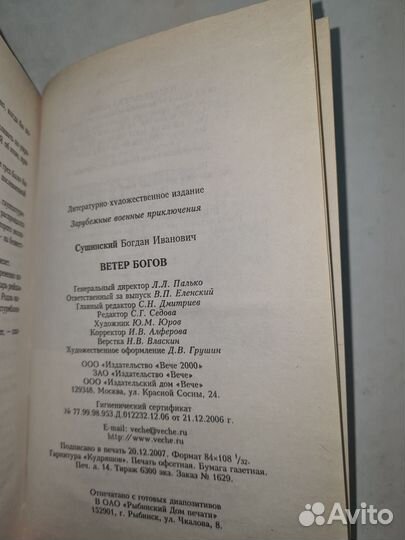 Литературно-художественное издание
Зарубежные военные приключения
Сушинский Богдан Иванович
ВЕТЕР БОГОВ
Генеральный директор Л.Л. Палько
Ответственный за выпуск В.П. Еленский
Главный редактор С.Н. Дмитриев
Редактор С.Г. Седова
Художник Ю.М. Юров
Корректор И.В. Алферова
Верстка Н.В. Власкин
Художественное оформление Д.В. Грушин
ООО «Издательство «Вече 2000»
ЗАО «Издательство «Вече»
ООО «Издательский дом «Вече»
129348, Москва, ул. Красной Сосны, 24.
Гигиенический сертификат
№ 77.99.98.953.Д.012232.12.06 от 21.12.2006 г.
E-mail: veche@veche.ru
http://www.veche.ru
Подписано в печать 20.12.2007. Формат 84×108 1/32.
Гарнитура «Кудряшов». Печать офсетная. Бумага газетная.
Печ. л. 14. Тираж 6300 экз. Заказ № 1629.
Отпечатано с готовых диапозитивов
В ОАО «Рыбинский Дом печати»
152901, г. Рыбинск, ул. Чкалова, 8.
Avito